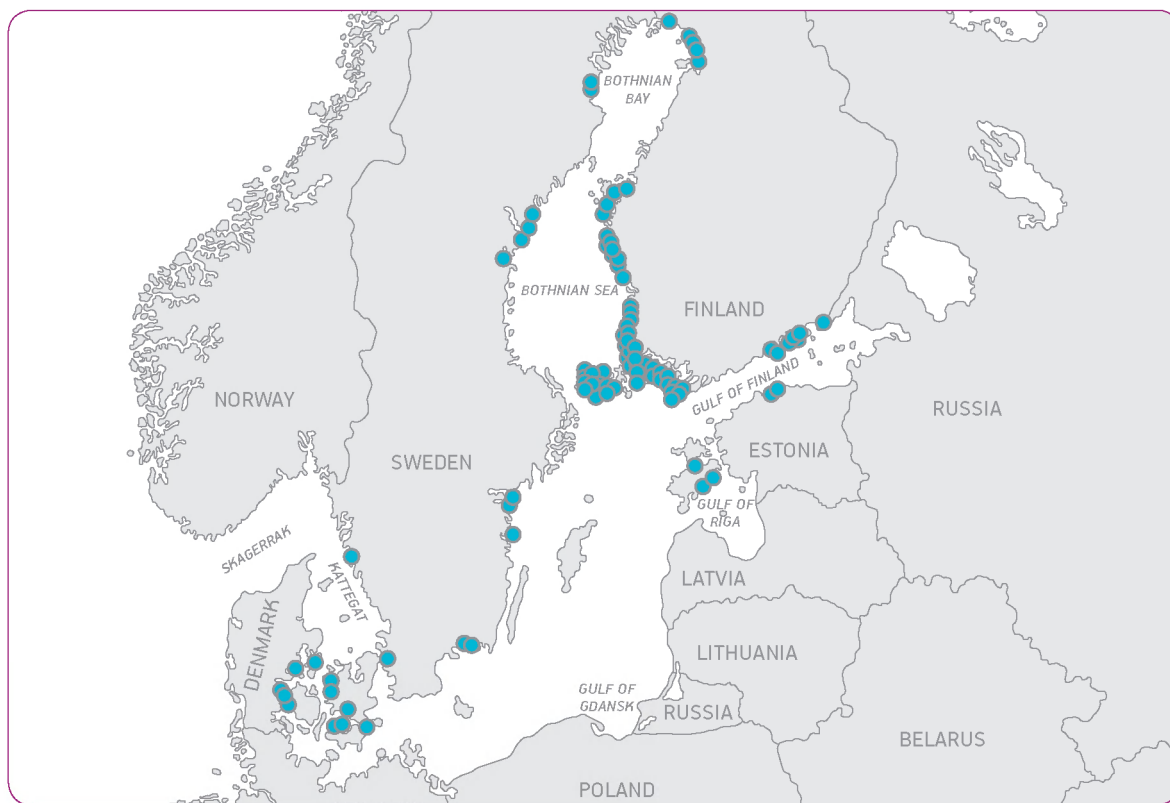 BOTHNIAN
BAY
BOTHNIAN SEA
FINLAND
GULF OF FINLAND
NORWAY
RUSSIA
SWEDEN
ESTONIA
GULF OF
RIGA
SKAGERRAK
KATTEGAT
LATVIA
DENMARK
LITHUANIA
GULF OF
GDANSK
RUSSIA
BELARUS
POLAND